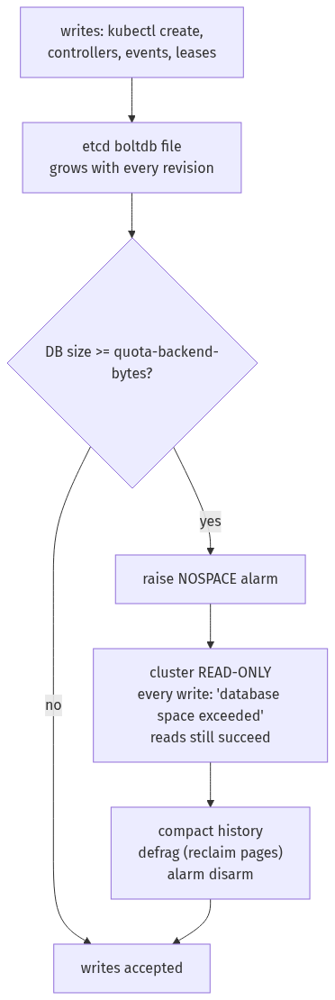 writes: kubectl create,
controllers, events, leases
etcd boltdb file
grows with every revision
DB size >= quota-backend-
bytes?
yes
raise NOSPACE alarm
cluster READ-ONLY
every write: 'database
space exceeded'
reads still succeed
no
compact history
defrag (reclaim pages)
alarm disarm
writes accepted